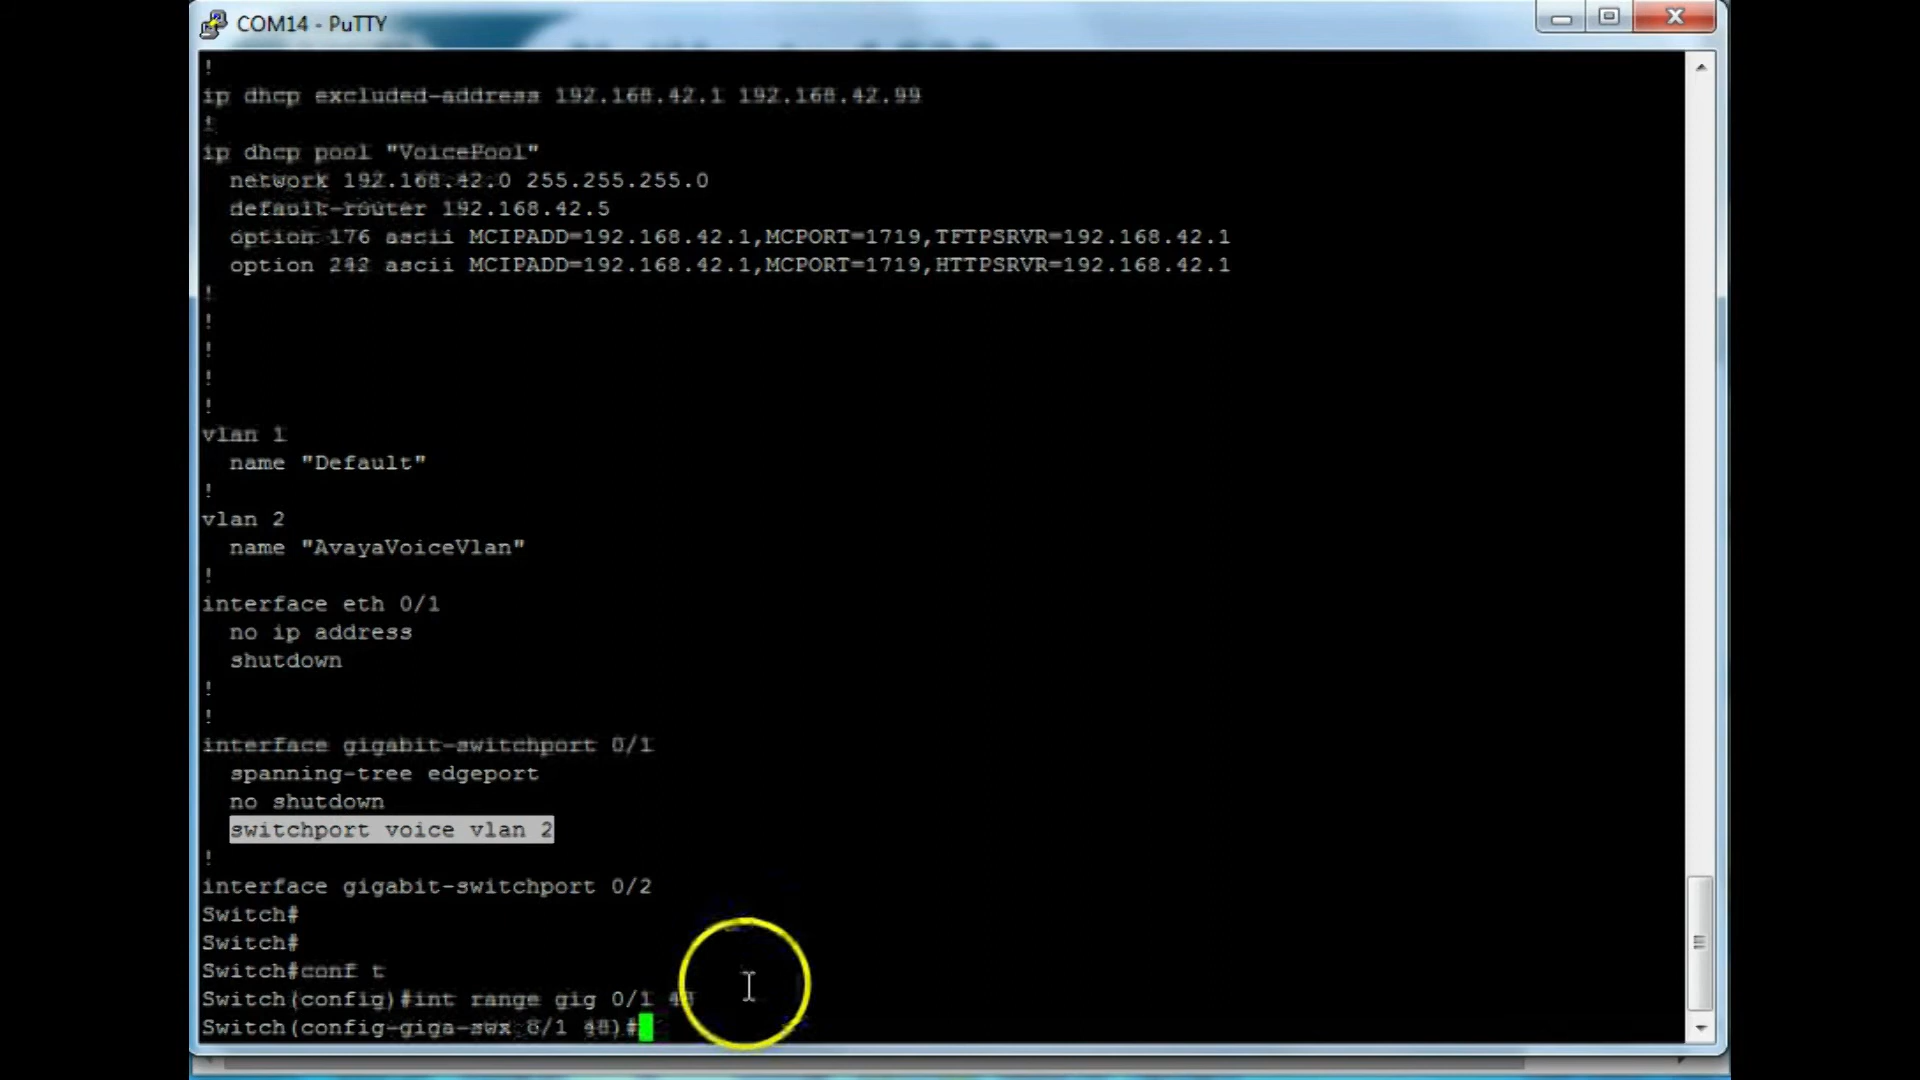 COM14 - PuTTY
!
ip dhcp excluded-address 192.168.42.1 192.168.42.99
!
ip dhcp pool "VoicePool"
network 192.168.42.0 255.255.255.0
default-router 192.168.42.5
option 176 ascii MCIPADD=192.168.42.1,MCPORT=1719,TFTPSRVR=192.168.42.1
option 242 ascii MCIPADD=192.168.42.1,MCPORT=1719,HTTPSRVR=192.168.42.1
!
!
!
!
!
vlan 1
name "Default"
!
vlan 2
name "AvayaVoiceVlan"
!
interface eth 0/1
no ip address
shutdown
!
!
interface gigabit-switchport 0/1
spanning-tree edgeport
no shutdown
switchport voice vlan 2
!
interface gigabit-switchport 0/2
Switch#
Switch#
Switch#conf t
Switch(config)#int range gig 0/1 48
Switch(config-giga-swx 0/1 48)#